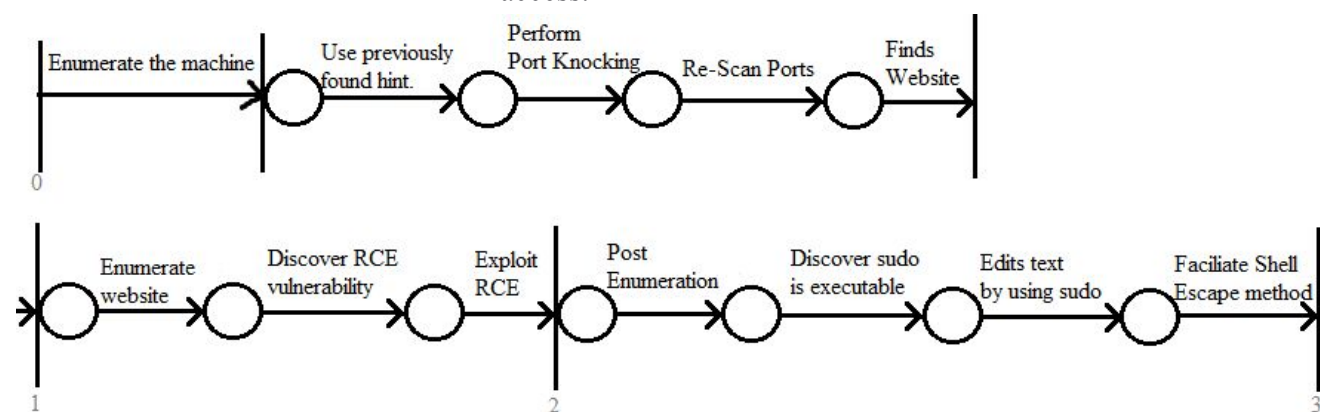 access.
Enumerate the machine
Use previously
found hint.
Perform
Port Knocking
Re-Scan Ports
Finds
Website
0
Enumerate
website
Discover RCE
vulnerability
Exploit
RCE
Post
Enumeration
Discover sudo
is executable
Edits text
by using sudo
Faciliate Shell
Escape method
1
2
3